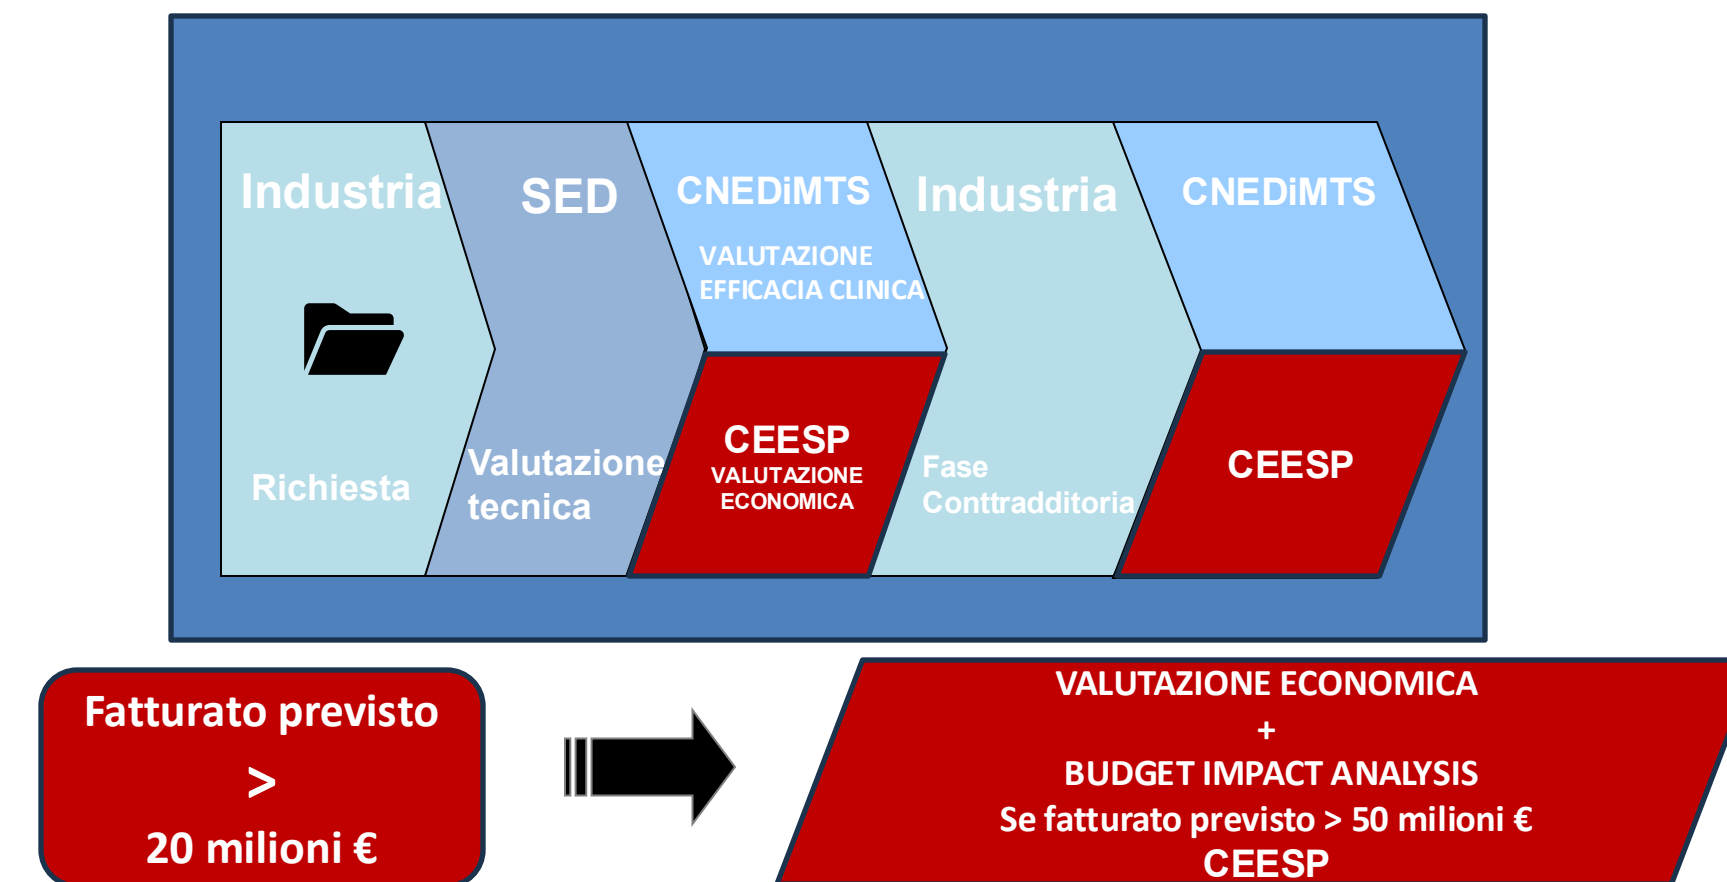 Industria
Richiesta
SED
Valutazione
tecnica
CNEDiMTS
VALUTAZIONE
EFFICACIA CLINICA
CEESP
VALUTAZIONE
ECONOMICA
Industria
Fase
Conttradditoria
CNEDiMTS
CEESP
Fatturato previsto
>
20 milioni €
VALUTAZIONE ECONOMICA
+
BUDGET IMPACT ANALYSIS
Se fatturato previsto > 50 milioni €
CEESP